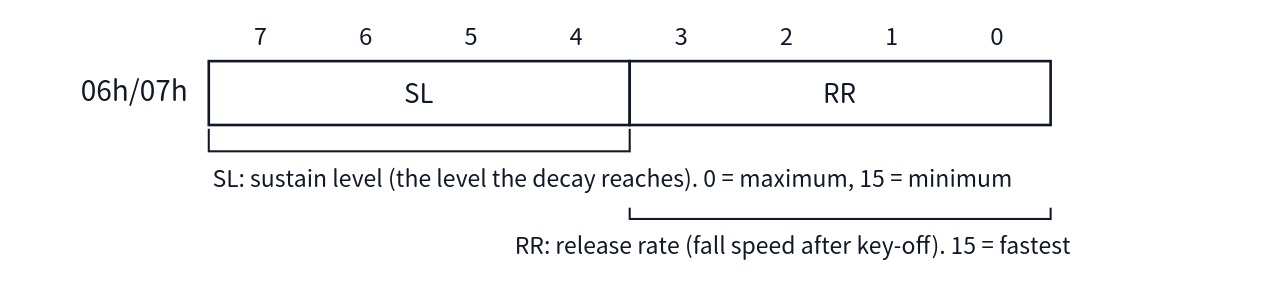 7 6 5 4 3 2 1 0
06h/07h SL RR
SL: sustain level (the level the decay reaches). 0 = maximum, 15 = minimum
RR: release rate (fall speed after key-off). 15 = fastest